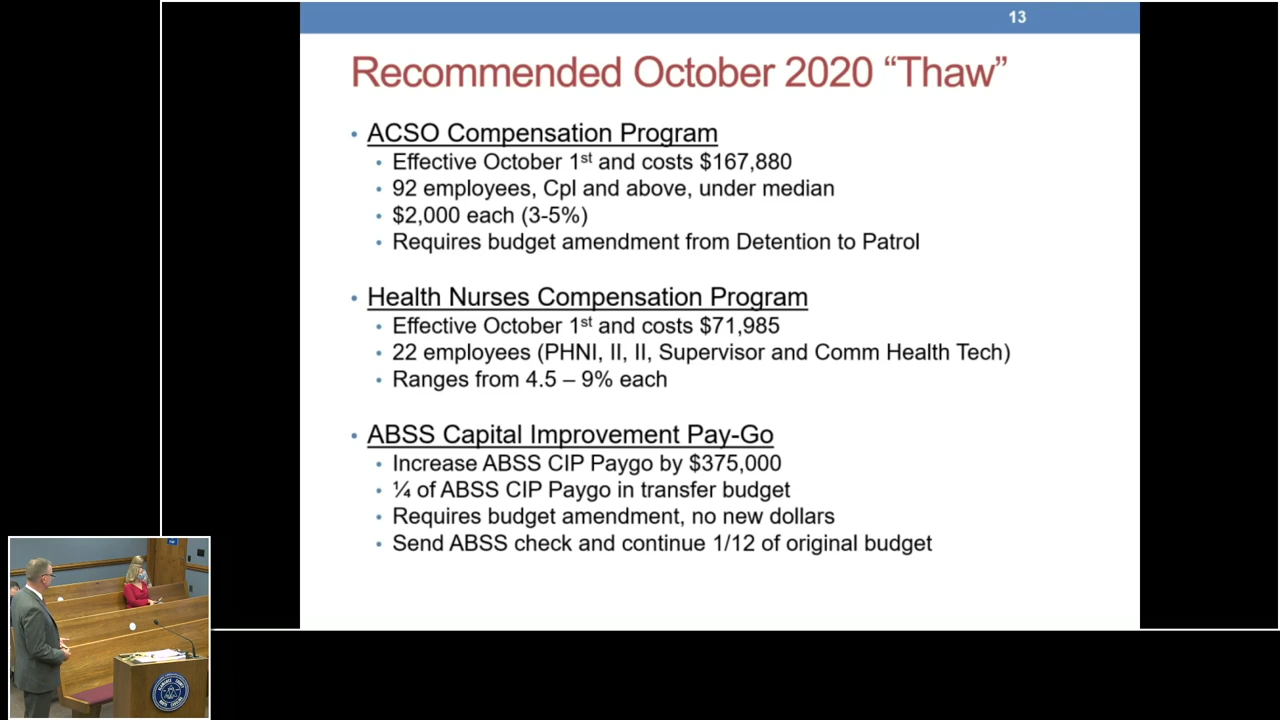 13
Recommended October 2020 “Thaw”
• ACSO Compensation Program
• Effective October 1st and costs $167,880
• 92 employees, Cpl and above, under median
• $2,000 each (3-5%)
• Requires budget amendment from Detention to Patrol
• Health Nurses Compensation Program
• Effective October 1st and costs $71,985
• 22 employees (PHNI, II, II, Supervisor and Comm Health Tech)
• Ranges from 4.5 – 9% each
• ABSS Capital Improvement Pay-Go
• Increase ABSS CIP Paygo by $375,000
• ¼ of ABSS CIP Paygo in transfer budget
• Requires budget amendment, no new dollars
• Send ABSS check and continue 1/12 of original budget